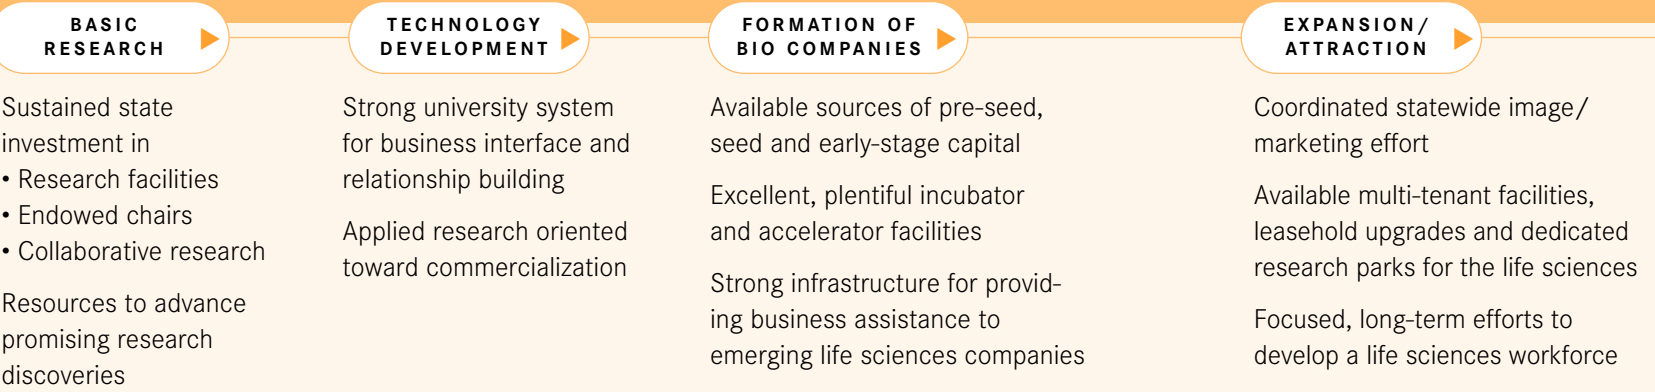 BASIC
RESEARCH
Sustained state
investment in
• Research facilities
• Endowed chairs
• Collaborative research
Resources to advance
promising research
discoveries
TECHNOLOGY
DEVELOPMENT
Strong university system
for business interface and
relationship building
Applied research oriented
toward commercialization
FORMATION OF
BIO COMPANIES
Available sources of pre-seed,
seed and early-stage capital
Excellent, plentiful incubator
and accelerator facilities
Strong infrastructure for provid-
ing business assistance to
emerging life sciences companies
EXPANSION/
ATTRACTION
Coordinated statewide image/
marketing effort
Available multi-tenant facilities,
leasehold upgrades and dedicated
research parks for the life sciences
Focused, long-term efforts to
develop a life sciences workforce